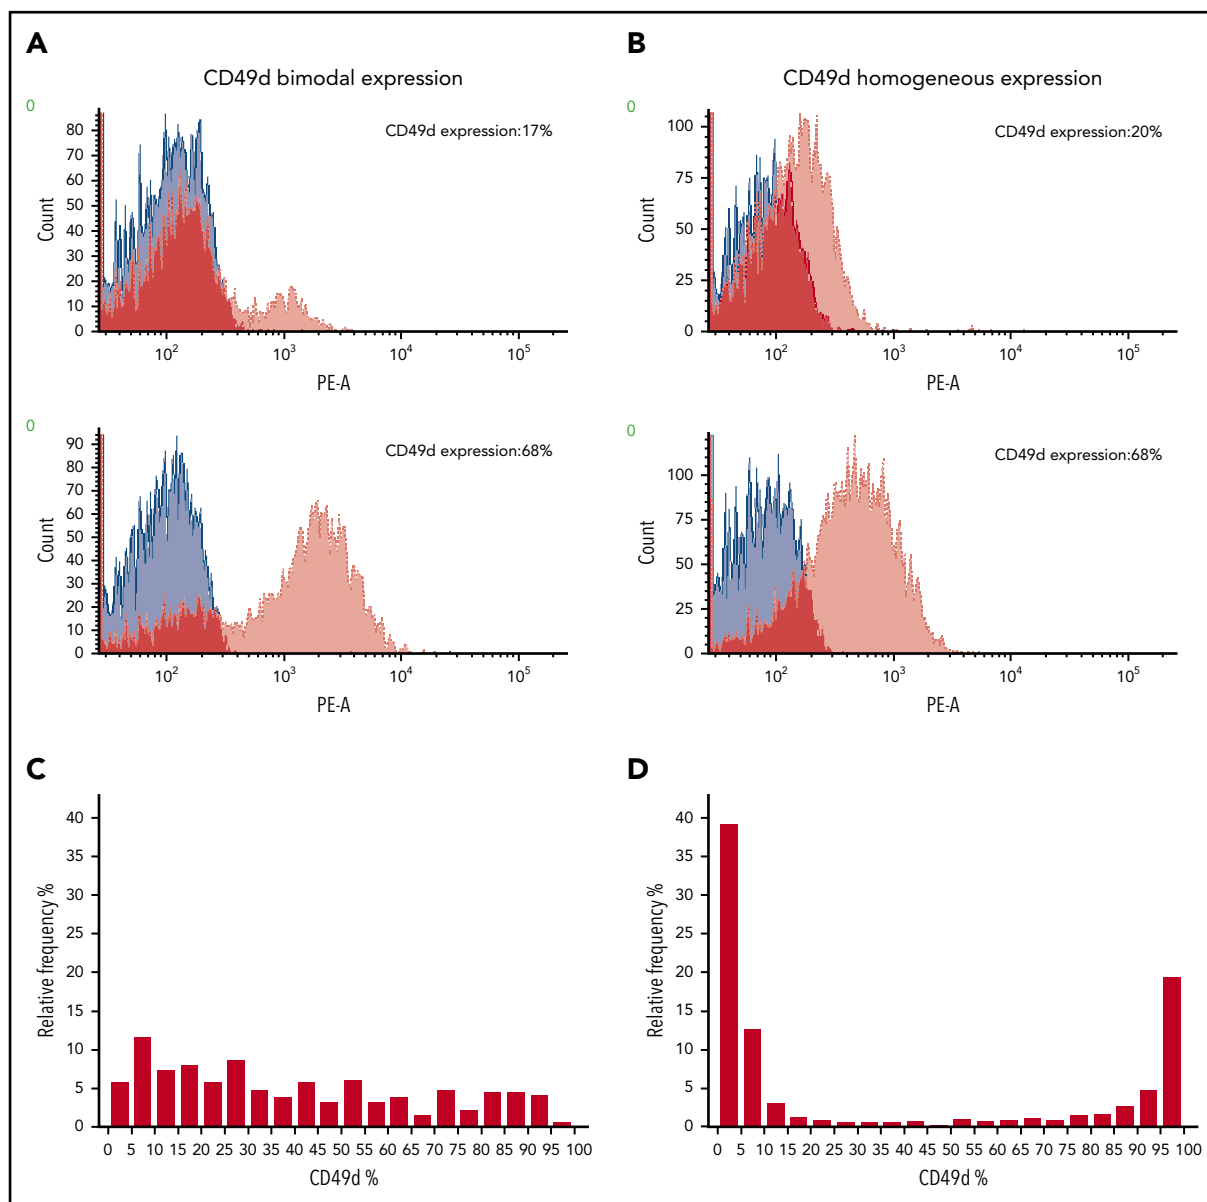 A
CD49d bimodal expression
0
CD49d expression:17%
80
70
60
50
40
30
20
10
0
Count
10²
10³
10⁴
10⁵
PE-A
0
CD49d expression:68%
90
80
70
60
50
40
30
20
10
0
Count
10²
10³
10⁴
10⁵
PE-A
B
CD49d homogeneous expression
0
CD49d expression:20%
100
75
50
25
0
Count
10²
10³
10⁴
10⁵
PE-A
0
CD49d expression:68%
100
75
50
25
0
Count
10²
10³
10⁴
10⁵
PE-A
C
40
35
30
25
20
15
10
5
0
Relative frequency %
0 5 10 15 20 25 30 35 40 45 50 55 60 65 70 75 80 85 90 95 100
CD49d %
D
40
35
30
25
20
15
10
5
0
Relative frequency %
0 5 10 15 20 25 30 35 40 45 50 55 60 65 70 75 80 85 90 95 100
CD49d %